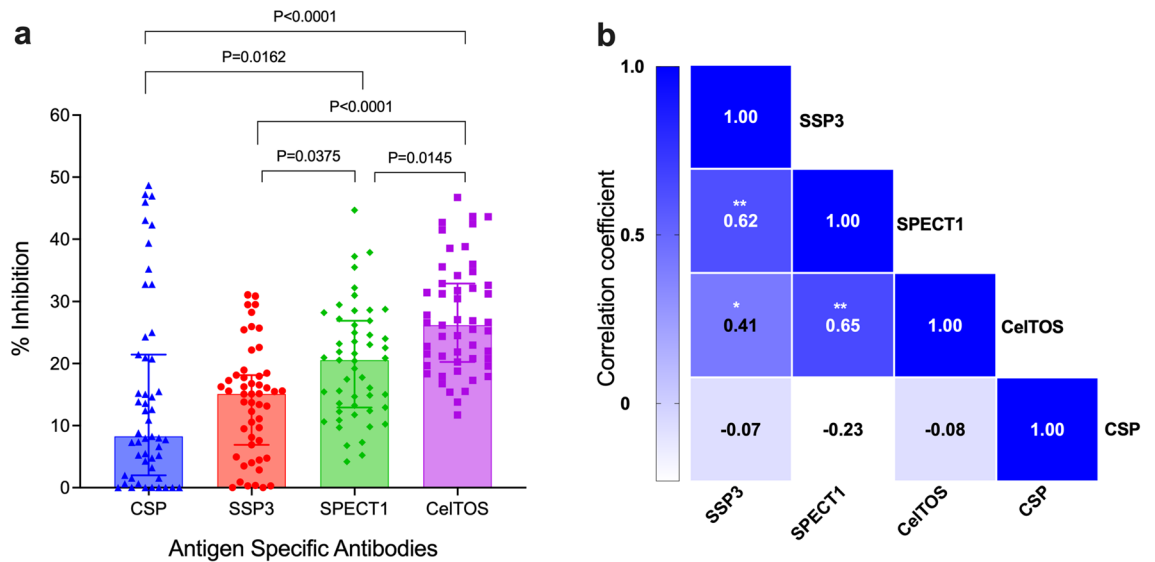 a
P<0.0001
P=0.0162
P<0.0001
P=0.0375
P=0.0145
% Inhibition
60
50
40
30
20
10
0
CSP
SSP3
SPECT1
CelTOS
Antigen Specific Antibodies
b
Correlation coefficient
1.0
0.5
0
1.00
SSP3
**
0.62
1.00
SPECT1
*
0.41
**
0.65
1.00
CelTOS
-0.07
-0.23
-0.08
1.00
CSP
SSP3
SPECT1
CelTOS
CSP